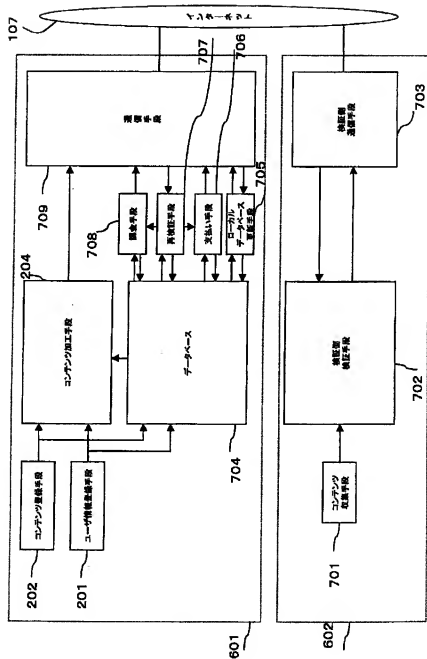 107
インターネット
709
通信手段
707
706
705
708
課金手段
再検証手段
支払い手段
ローカル
データベース
更新手段
204
コンテンツ加工手段
データベース
704
コンテンツ登録手段
202
ユーザ情報登録手段
201
601
検証側
通信手段
703
検証側
検証手段
702
コンテンツ
収集手段
701
602